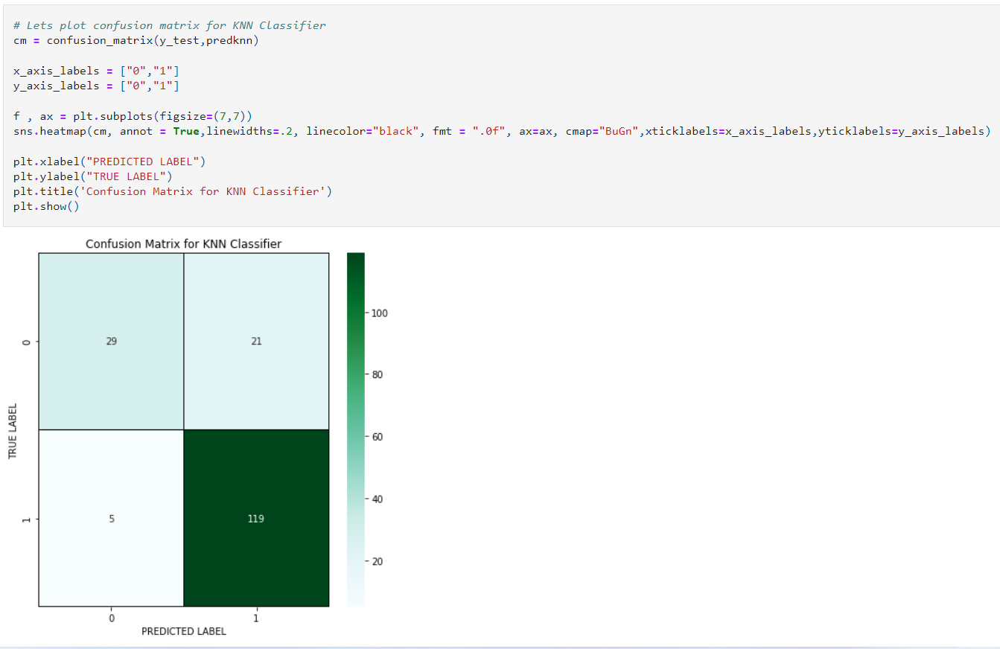 # Lets plot confusion matrix for KNN Classifier
cm = confusion_matrix(y_test,predknn)
x_axis_labels = ["0","1"]
y_axis_labels = ["0","1"]
f , ax = plt.subplots(figsize=(7,7))
sns.heatmap(cm, annot = True,linewidths=.2, linecolor="black", fmt = ".0f", ax=ax, cmap="BuGn",xticklabels=x_axis_labels,yticklabels=y_axis_labels)
plt.xlabel("PREDICTED LABEL")
plt.ylabel("TRUE LABEL")
plt.title('Confusion Matrix for KNN Classifier')
plt.show()
Confusion Matrix for KNN Classifier
0
29
21
1
5
119
TRUE LABEL
0
1
PREDICTED LABEL
100
80
60
40
20